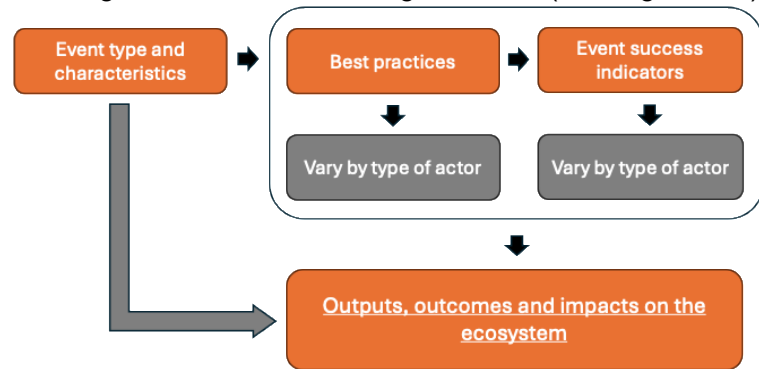 Event type and
characteristics
Best practices
Event success
indicators
Vary by type of actor
Vary by type of actor
Outputs, outcomes and impacts on the
ecosystem